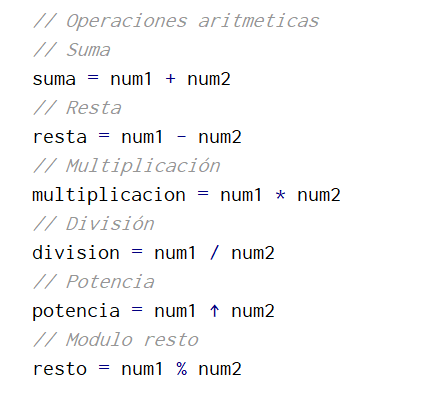 // Operaciones aritmeticas
// Suma
suma = num1 + num2
// Resta
resta = num1 - num2
// Multiplicación
multiplicacion = num1 * num2
// División
division = num1 / num2
// Potencia
potencia = num1 ↑ num2
// Modulo resto
resto = num1 % num2